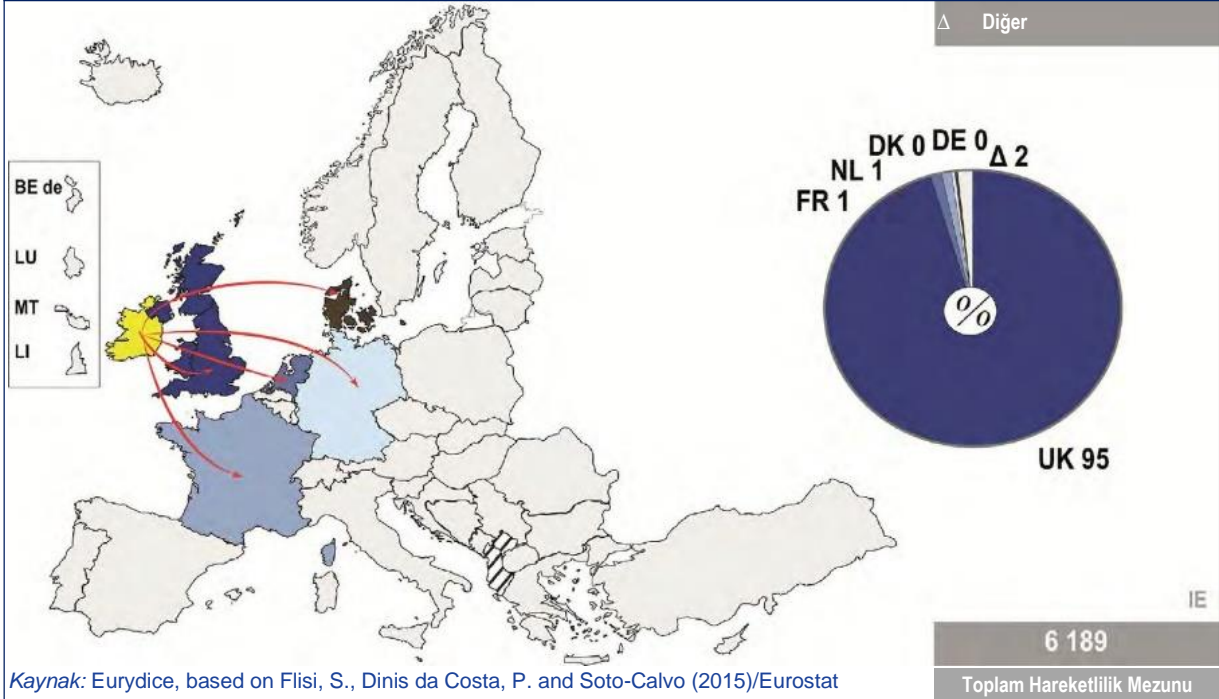 Δ Diğer
BE de
LU
MT
LI
DK 0 DE 0 Δ 2
NL 1
FR 1
%
UK 95
IE
6 189
Toplam Hareketlilik Mezunu
Kaynak: Eurydice, based on Flisi, S., Dinis da Costa, P. and Soto-Calvo (2015)/Eurostat